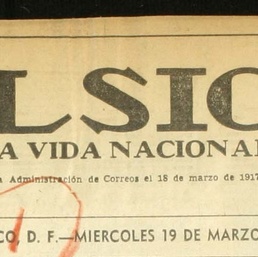 LSIO
A VIDA NACIONAL
a Administración de Correos el 18 de marzo de 1917
CO, D. F.—MIERCOLES 19 DE MARZO